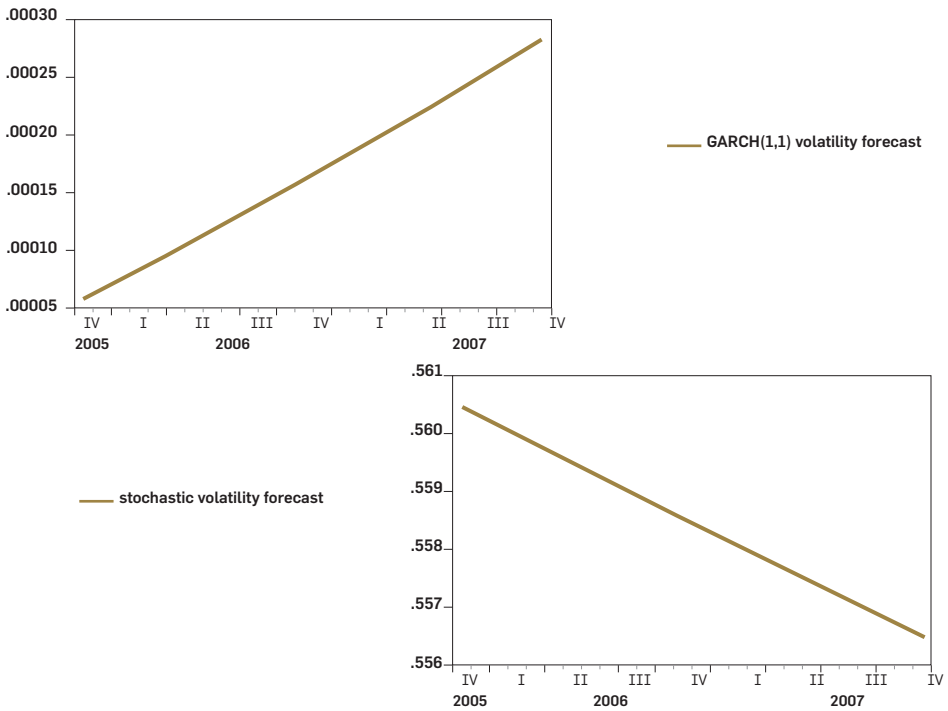 .00030
.00025
.00020
.00015
.00010
.00005
IV I II III IV I II III IV
2005 2006 2007
GARCH(1,1) volatility forecast
stochastic volatility forecast
.561
.560
.559
.558
.557
.556
IV I II III IV I II III IV
2005 2006 2007